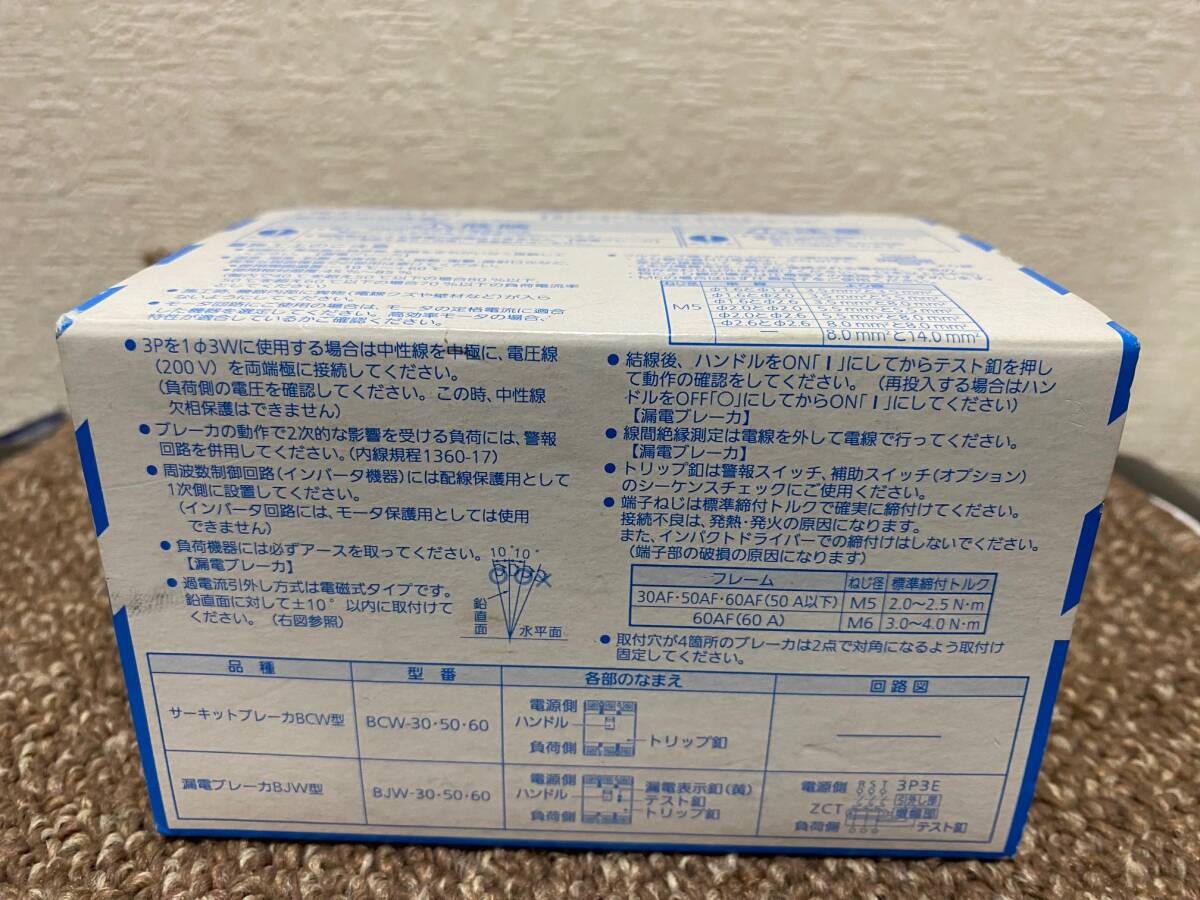 ねじ径
M5
φ2.0とφ2.6
φ2.6とφ2.6
8.0 mm²と8.0 mm²
8.0 mm²と14.0 mm²
● 3Pを1φ3Wに使用する場合は中性線を中極に、電圧線
(200 V)を両端極に接続してください。
(負荷側の電圧を確認してください。この時、中性線
欠相保護はできません)
● ブレーカの動作で2次的な影響を受ける負荷には、警報
回路を併用してください。(内線規程1360-17)
● 周波数制御回路(インバータ機器)には配線保護用として
1次側に設置してください。
(インバータ回路には、モータ保護用としては使用
できません)
● 負荷機器には必ずアースを取ってください。
【漏電ブレーカ】
● 過電流引外し方式は電磁式タイプです。
鉛直面に対して±10°以内に取付けて
ください。(右図参照)
10° 10°
鉛直面
水平面
● 結線後、ハンドルをON「I」にしてからテスト釦を押し
て動作の確認をしてください。(再投入する場合はハン
ドルをOFF「○」にしてからON「I」にしてください)
【漏電ブレーカ】
● 線間絶縁測定は電線を外して電線で行ってください。
【漏電ブレーカ】
● トリップ釦は警報スイッチ、補助スイッチ(オプション)
のシーケンスチェックにご使用ください。
● 端子ねじは標準締付トルクで確実に締付けてください。
接続不良は、発熱・発火の原因になります。
また、インパクトドライバーでの締付けはしないでください。
(端子部の破損の原因になります)
フレーム ねじ径 標準締付トルク
30AF・50AF・60AF(50 A以下) M5 2.0~2.5 N・m
60AF(60 A) M6 3.0~4.0 N・m
● 取付穴が4箇所のブレーカは2点で対角になるよう取付け
固定してください。
品種 型番 各部のなまえ 回路図
サーキットブレーカBCW型 BCW-30・50・60
電源側
ハンドル
負荷側
トリップ釦
漏電ブレーカBJW型 BJW-30・50・60
電源側
ハンドル
負荷側
漏電表示釦(黄)
テスト釦
トリップ釦
電源側 R S T 3P3E
引外し部
ZCT 増幅部
負荷側 テスト釦